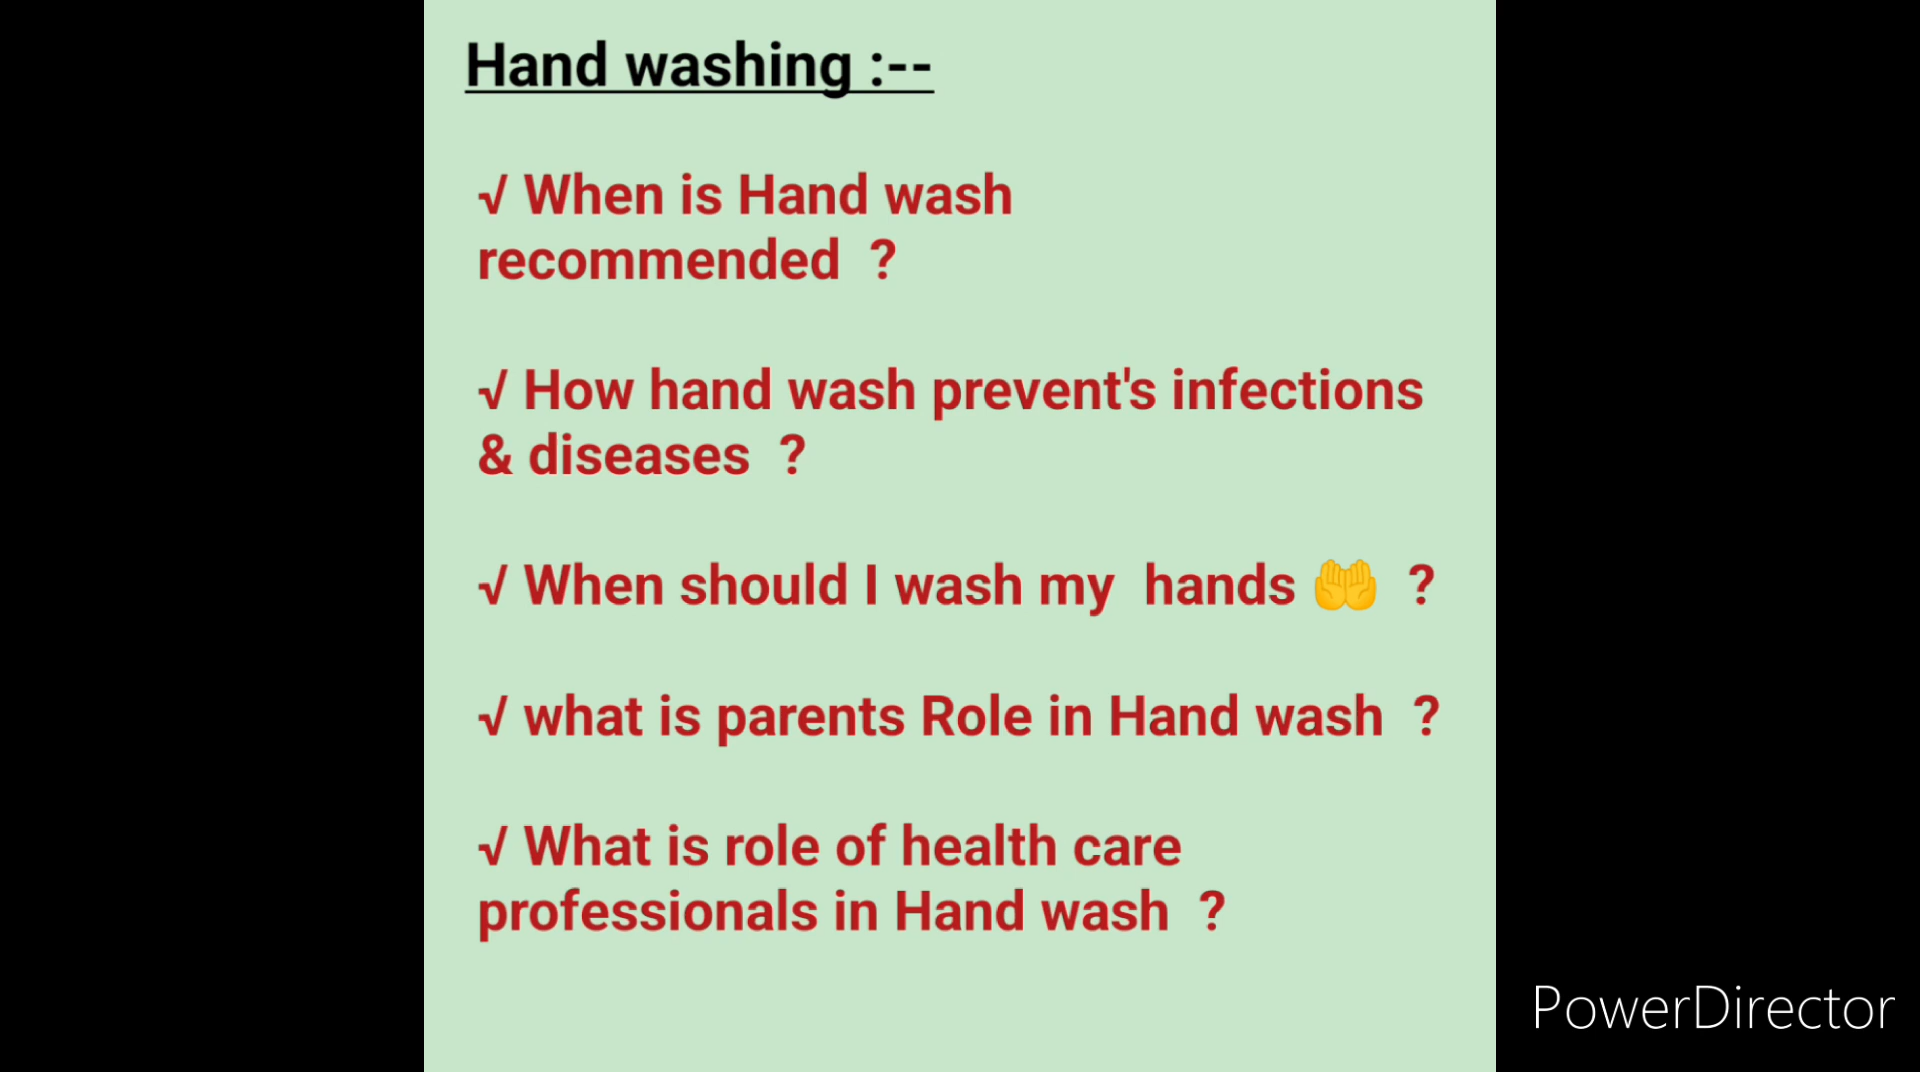 Hand washing :--
√ When is Hand wash
recommended ?
√ How hand wash prevent's infections
& diseases ?
√ When should I wash my hands 🤲 ?
√ what is parents Role in Hand wash ?
√ What is role of health care
professionals in Hand wash ?
PowerDirector